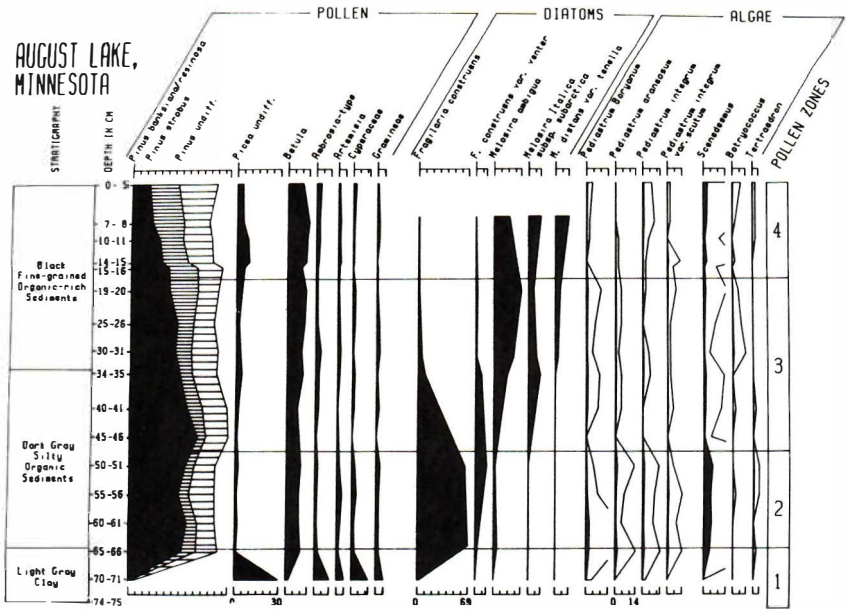 POLLEN
DIATOMS
ALGAE
AUGUST LAKE,
MINNESOTA
STRATIGRAPHY
DEPTH IN CM
Pinus banksiana/resinosa
Pinus strobus
Pinus undiff.
Picea undiff.
Betula
Ambrosia-type
Artemisia
Cyperaceae
Gramineae
Fragilaria construens
F. construens var. venter
Melosira ambigua
Melosira italica
subsp. subarctica
M. distans var. tenella
Pediastrum Boryanum
Pediastrum araneosum
Pediastrum integrum
Pediastrum integrum
var. scutum
Scenedesmus
Botryococcus
Tetraedron
POLLEN ZONES
0-5
7-8
10-11
14-15
15-16
19-20
25-26
30-31
34-35
40-41
45-46
50-51
55-56
60-61
65-66
70-71
74-75
Black
Fine-grained
Organic-rich
Sediments
Dark Gray
Silty
Organic
Sediments
Light Gray
Clay
4
3
2
1
0 30
0 69
0 14